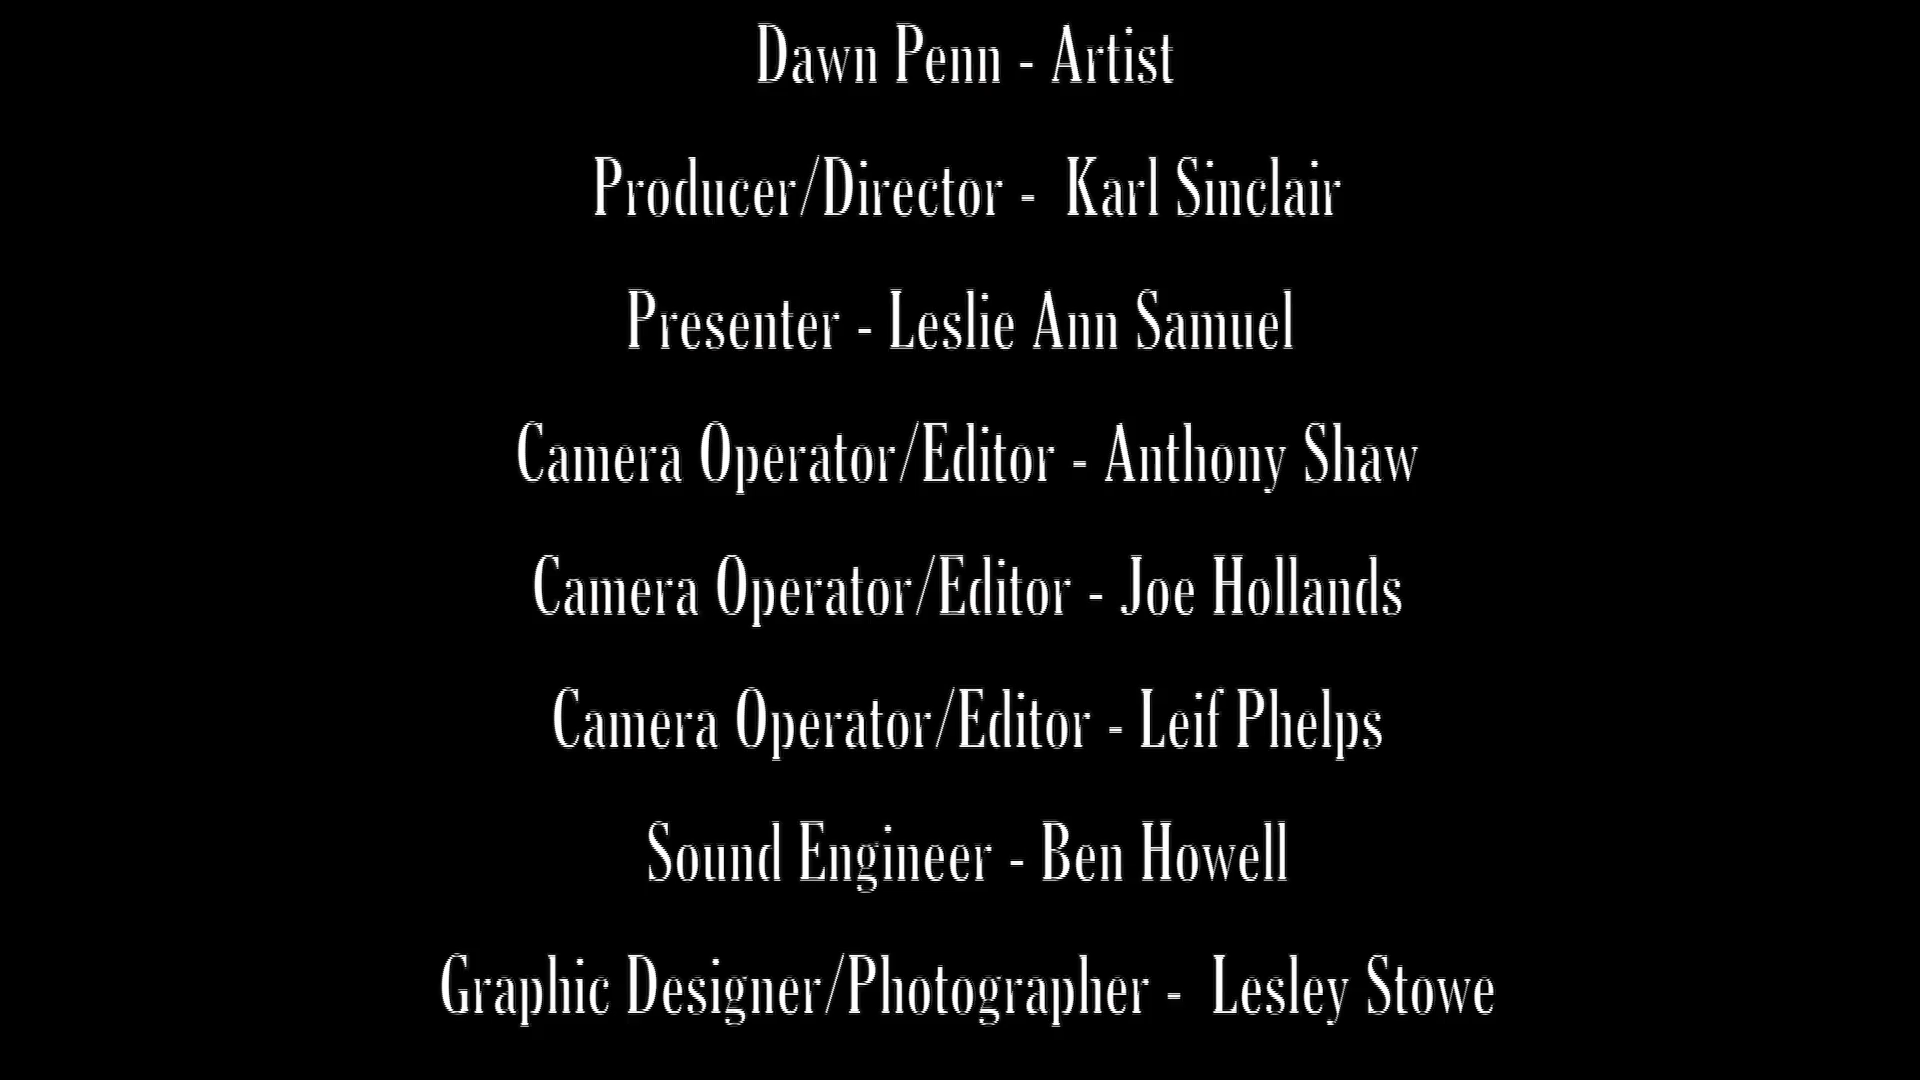 Dawn Penn - Artist
Producer/Director -  Karl Sinclair
Presenter - Leslie Ann Samuel
Camera Operator/Editor - Anthony Shaw
Camera Operator/Editor - Joe Hollands
Camera Operator/Editor - Leif Phelps
Sound Engineer - Ben Howell
Graphic Designer/Photographer -  Lesley Stowe